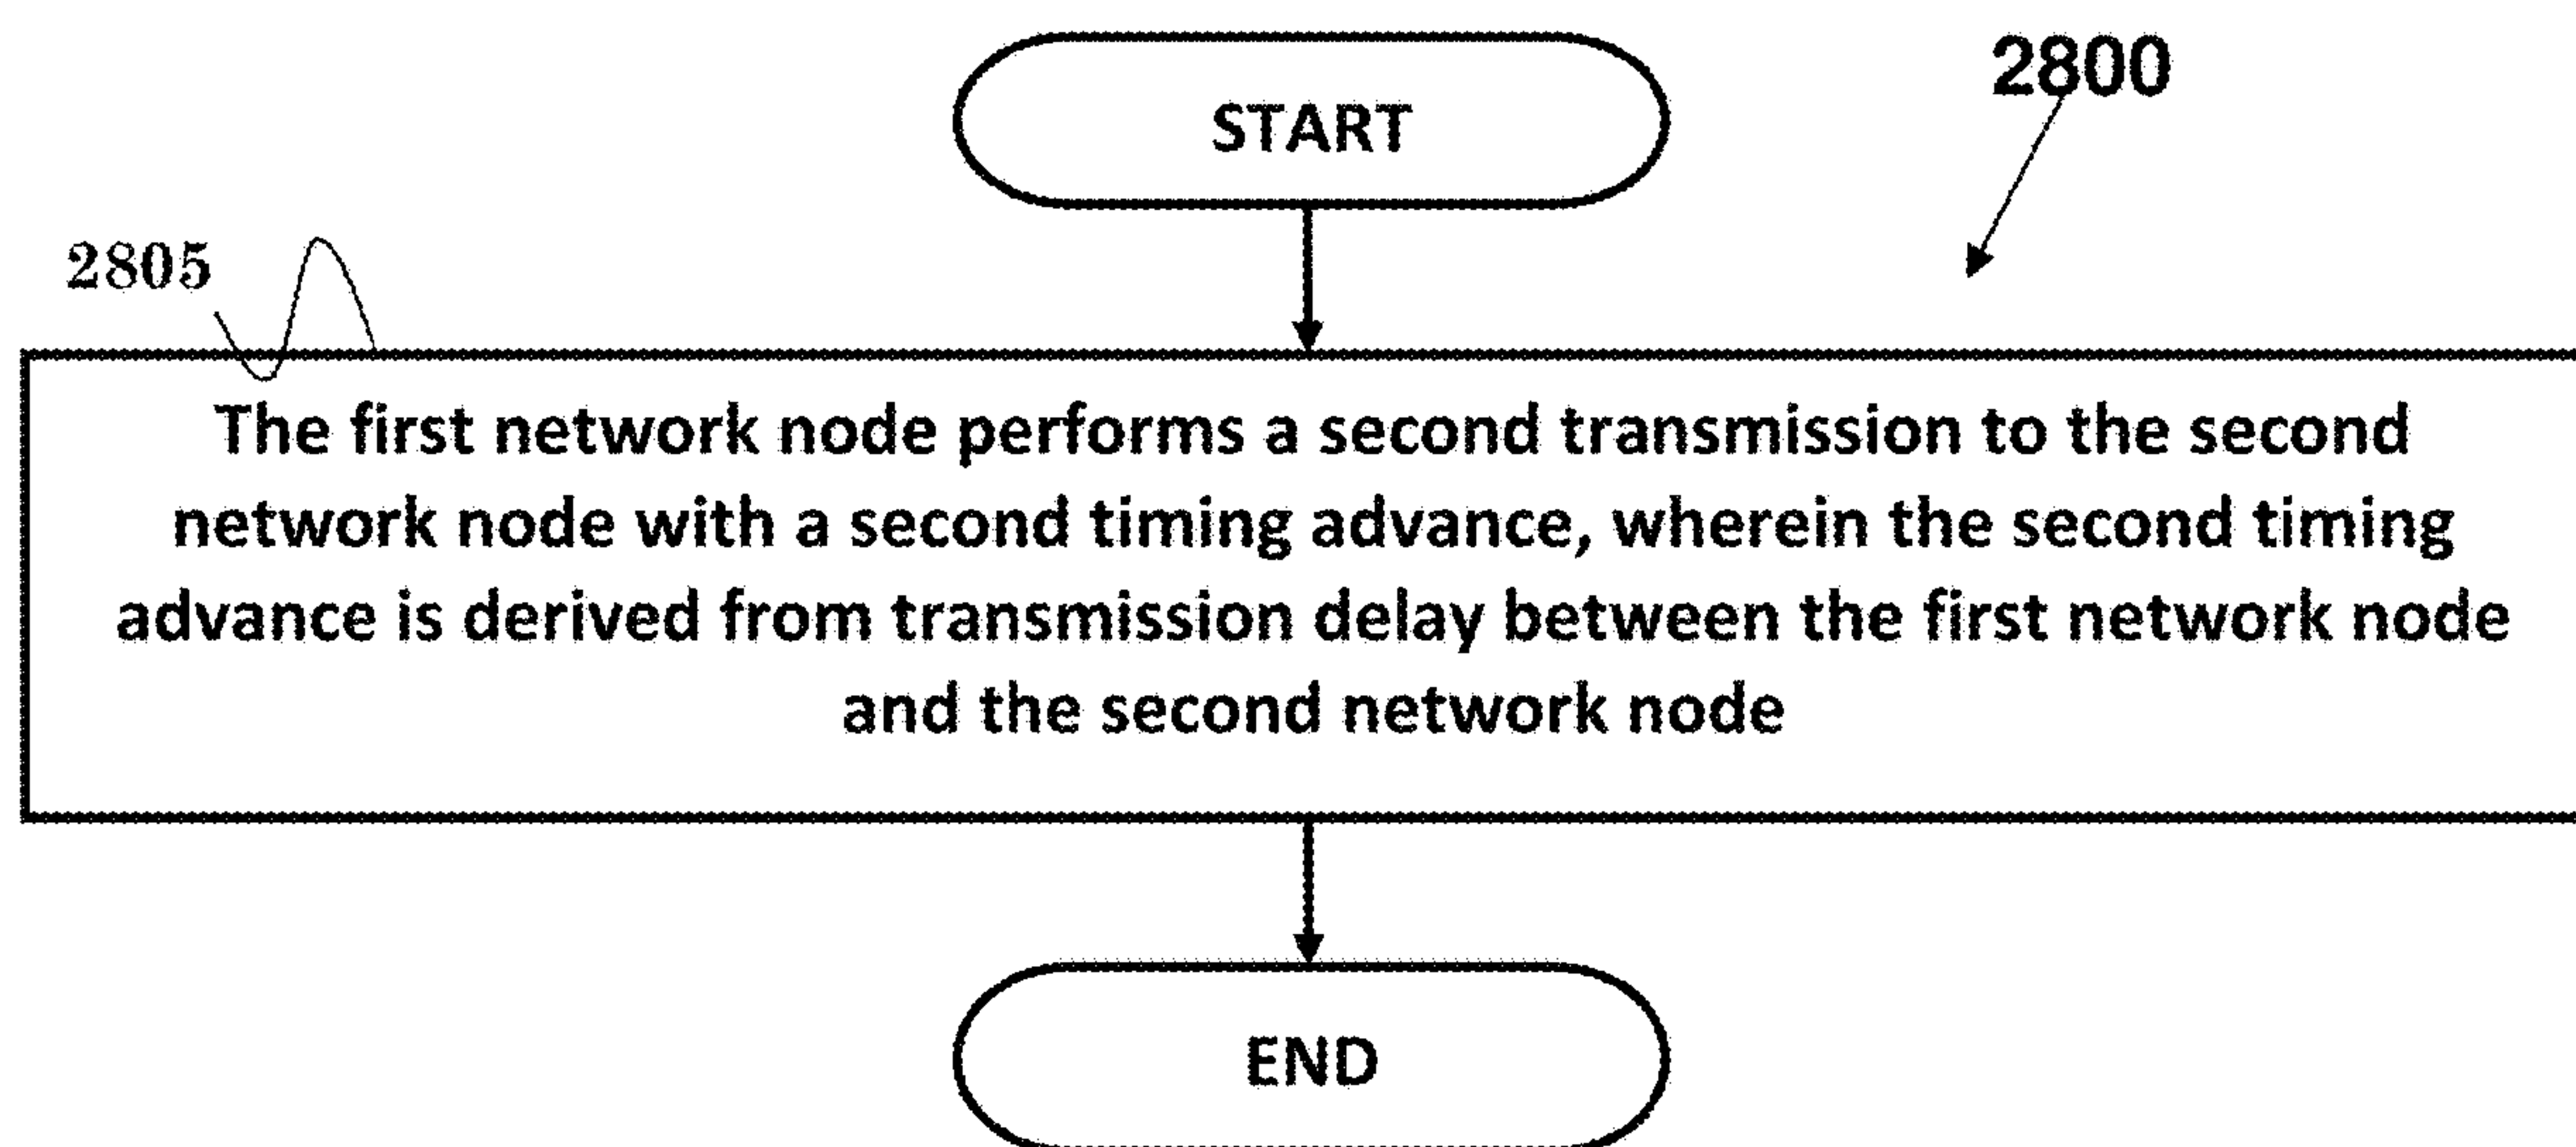 START
2800
2805
The first network node performs a second transmission to the second
network node with a second timing advance, wherein the second timing
advance is derived from transmission delay between the first network node
and the second network node
END